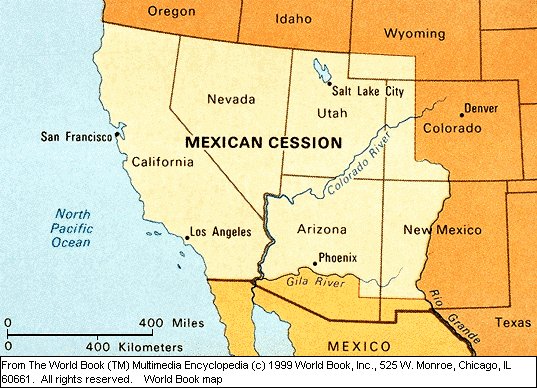 Oregon
Idaho
Wyoming
Salt Lake City
Nevada
Utah
Denver
Colorado
San Francisco
MEXICAN CESSION
California
Colorado River
North
Pacific
Ocean
Los Angeles
Arizona
New Mexico
Phoenix
Gila River
Rio Grande
Texas
0 400 Miles
0 400 Kilometers
MEXICO
From The World Book (TM) Multimedia Encyclopedia (c) 1999 World Book, Inc., 525 W. Monroe, Chicago, IL
60661. All rights reserved. World Book map